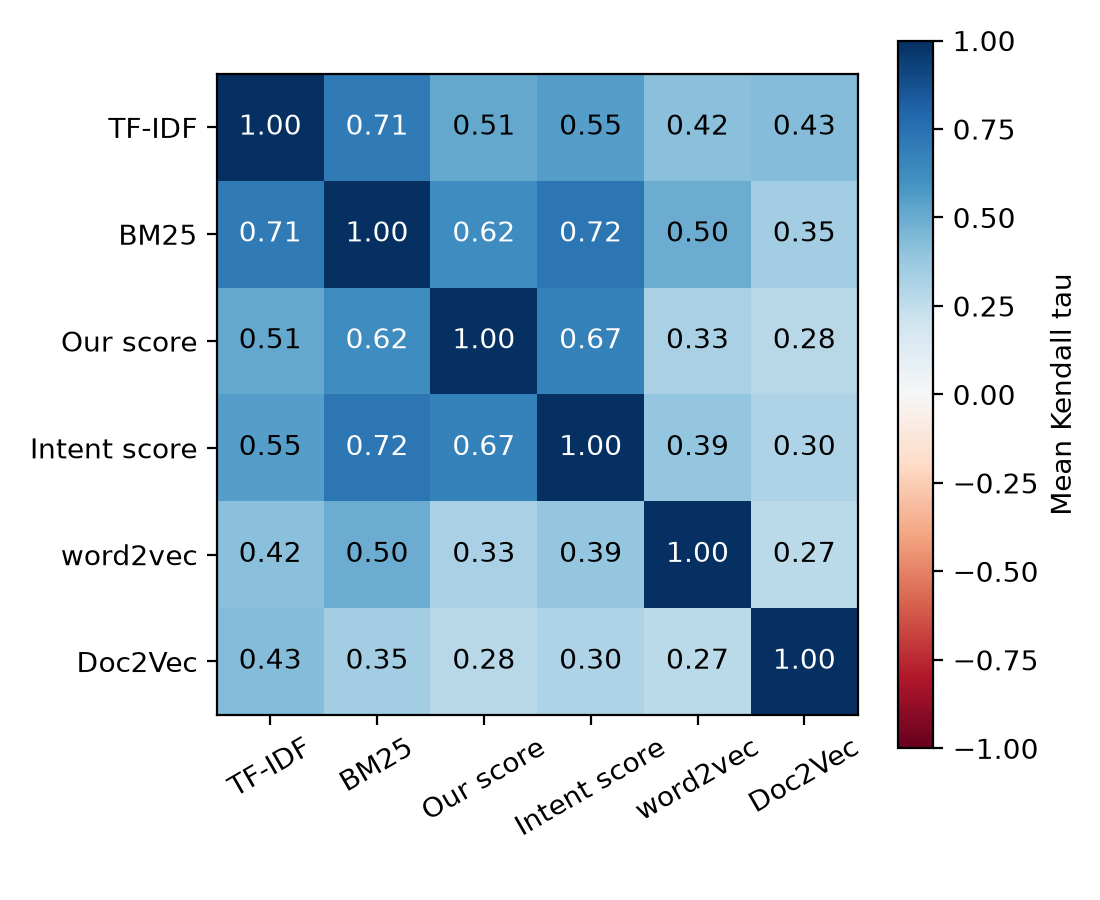 TF-IDF 1.00 0.71 0.51 0.55 0.42 0.43
BM25 0.71 1.00 0.62 0.72 0.50 0.35
Our score 0.51 0.62 1.00 0.67 0.33 0.28
Intent score 0.55 0.72 0.67 1.00 0.39 0.30
word2vec 0.42 0.50 0.33 0.39 1.00 0.27
Doc2Vec 0.43 0.35 0.28 0.30 0.27 1.00
TF-IDF BM25 Our score Intent score word2vec Doc2Vec
1.00
0.75
0.50
0.25
0.00
−0.25
−0.50
−0.75
−1.00
Mean Kendall tau